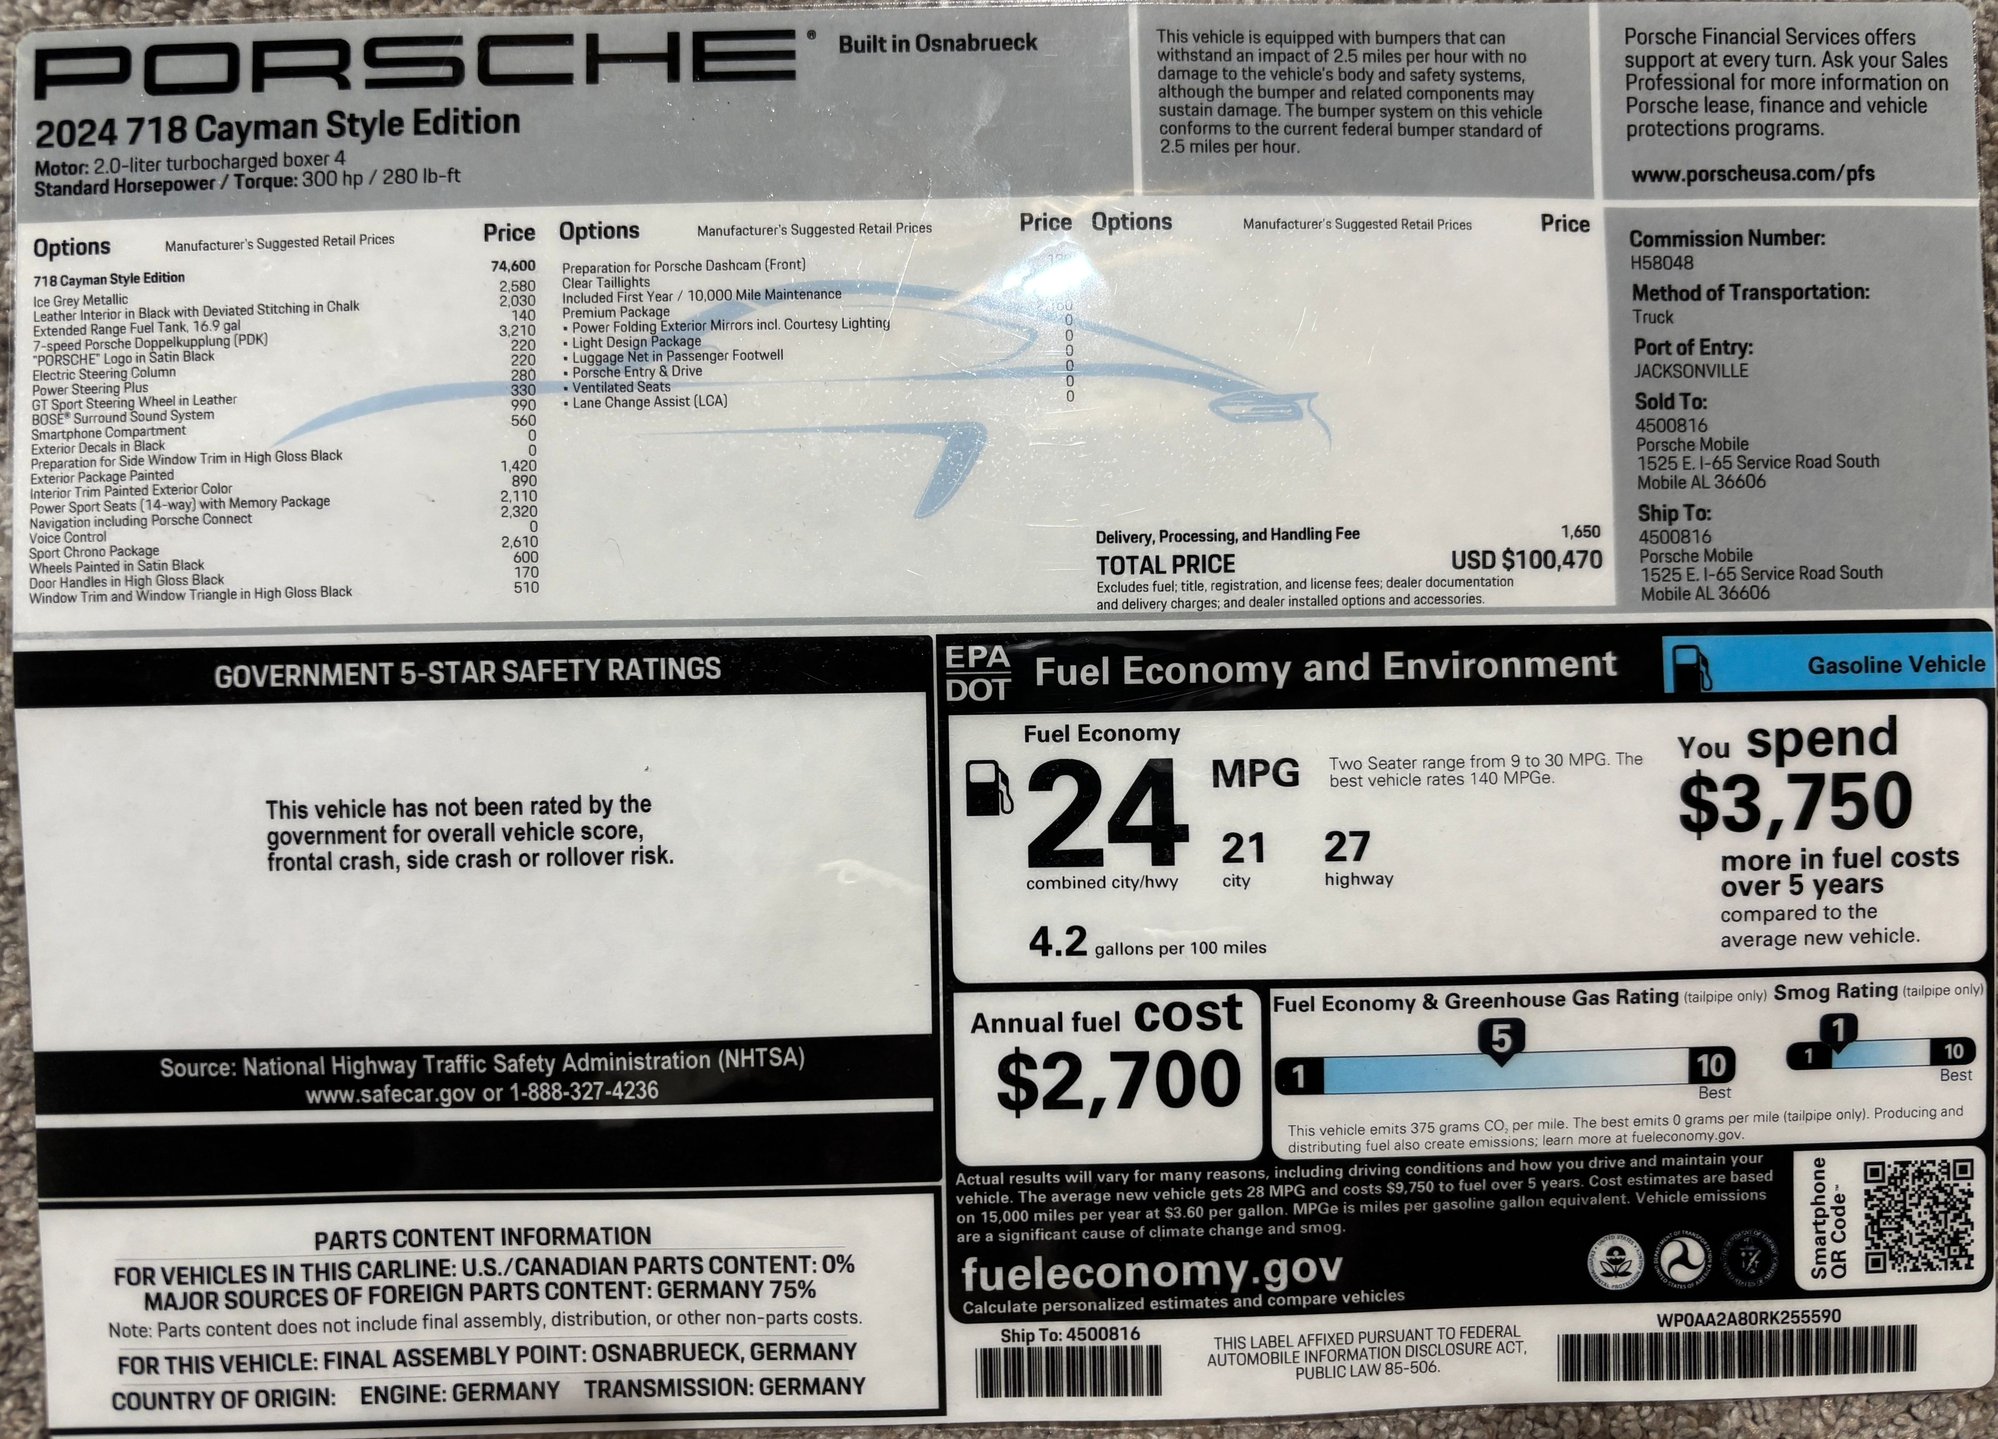 PORSCHE®
Built in Osnabrueck
2024 718 Cayman Style Edition
Motor: 2.0-liter turbocharged boxer 4
Standard Horsepower / Torque: 300 hp / 280 lb-ft
This vehicle is equipped with bumpers that can
withstand an impact of 2.5 miles per hour with no
damage to the vehicle's body and safety systems,
although the bumper and related components may
sustain damage. The bumper system on this vehicle
conforms to the current federal bumper standard of
2.5 miles per hour.
Porsche Financial Services offers
support at every turn. Ask your Sales
Professional for more information on
Porsche lease, finance and vehicle
protections programs.
www.porscheusa.com/pfs
Options Manufacturer's Suggested Retail Prices Price
718 Cayman Style Edition 74,600
Ice Grey Metallic 2,580
Leather Interior in Black with Deviated Stitching in Chalk 2,030
Extended Range Fuel Tank, 16.9 gal 140
7-speed Porsche Doppelkupplung (PDK) 3,210
"PORSCHE" Logo in Satin Black 220
Electric Steering Column 220
Power Steering Plus 280
GT Sport Steering Wheel in Leather 330
BOSE® Surround Sound System 990
Smartphone Compartment 560
Exterior Decals in Black 0
Preparation for Side Window Trim in High Gloss Black 0
Exterior Package Painted 1,420
Interior Trim Painted Exterior Color 890
Power Sport Seats (14-way) with Memory Package 2,110
Navigation including Porsche Connect 2,320
Voice Control 0
Sport Chrono Package 2,610
Wheels Painted in Satin Black 600
Door Handles in High Gloss Black 170
Window Trim and Window Triangle in High Gloss Black 510
Options Manufacturer's Suggested Retail Prices Price
Preparation for Porsche Dashcam (Front)
Clear Taillights
Included First Year / 10,000 Mile Maintenance
Premium Package
• Power Folding Exterior Mirrors incl. Courtesy Lighting 0
• Light Design Package 0
• Luggage Net in Passenger Footwell 0
• Porsche Entry & Drive 0
• Ventilated Seats 0
• Lane Change Assist (LCA) 0
Options Manufacturer's Suggested Retail Prices Price
Delivery, Processing, and Handling Fee 1,650
TOTAL PRICE USD $100,470
Excludes fuel; title, registration, and license fees; dealer documentation
and delivery charges; and dealer installed options and accessories.
Commission Number:
H58048
Method of Transportation:
Truck
Port of Entry:
JACKSONVILLE
Sold To:
4500816
Porsche Mobile
1525 E. I-65 Service Road South
Mobile AL 36606
Ship To:
4500816
Porsche Mobile
1525 E. I-65 Service Road South
Mobile AL 36606
GOVERNMENT 5-STAR SAFETY RATINGS
This vehicle has not been rated by the
government for overall vehicle score,
frontal crash, side crash or rollover risk.
Source: National Highway Traffic Safety Administration (NHTSA)
www.safecar.gov or 1-888-327-4236
PARTS CONTENT INFORMATION
FOR VEHICLES IN THIS CARLINE: U.S./CANADIAN PARTS CONTENT: 0%
MAJOR SOURCES OF FOREIGN PARTS CONTENT: GERMANY 75%
Note: Parts content does not include final assembly, distribution, or other non-parts costs.
FOR THIS VEHICLE: FINAL ASSEMBLY POINT: OSNABRUECK, GERMANY
COUNTRY OF ORIGIN: ENGINE: GERMANY TRANSMISSION: GERMANY
EPA
DOT
Fuel Economy and Environment
Gasoline Vehicle
Fuel Economy
24 MPG
combined city/hwy
21
city
27
highway
4.2 gallons per 100 miles
Two Seater range from 9 to 30 MPG. The
best vehicle rates 140 MPGe.
You spend
$3,750
more in fuel costs
over 5 years
compared to the
average new vehicle.
Annual fuel cost
$2,700
Fuel Economy & Greenhouse Gas Rating (tailpipe only)
5
1 10
Best
Smog Rating (tailpipe only)
1
1 10
Best
This vehicle emits 375 grams CO₂ per mile. The best emits 0 grams per mile (tailpipe only). Producing and
distributing fuel also create emissions; learn more at fueleconomy.gov.
Actual results will vary for many reasons, including driving conditions and how you drive and maintain your
vehicle. The average new vehicle gets 28 MPG and costs $9,750 to fuel over 5 years. Cost estimates are based
on 15,000 miles per year at $3.60 per gallon. MPGe is miles per gasoline gallon equivalent. Vehicle emissions
are a significant cause of climate change and smog.
fueleconomy.gov
Calculate personalized estimates and compare vehicles
Smartphone
QR Code™
Ship To: 4500816
THIS LABEL AFFIXED PURSUANT TO FEDERAL
AUTOMOBILE INFORMATION DISCLOSURE ACT,
PUBLIC LAW 85-506.
WP0AA2A80RK255590